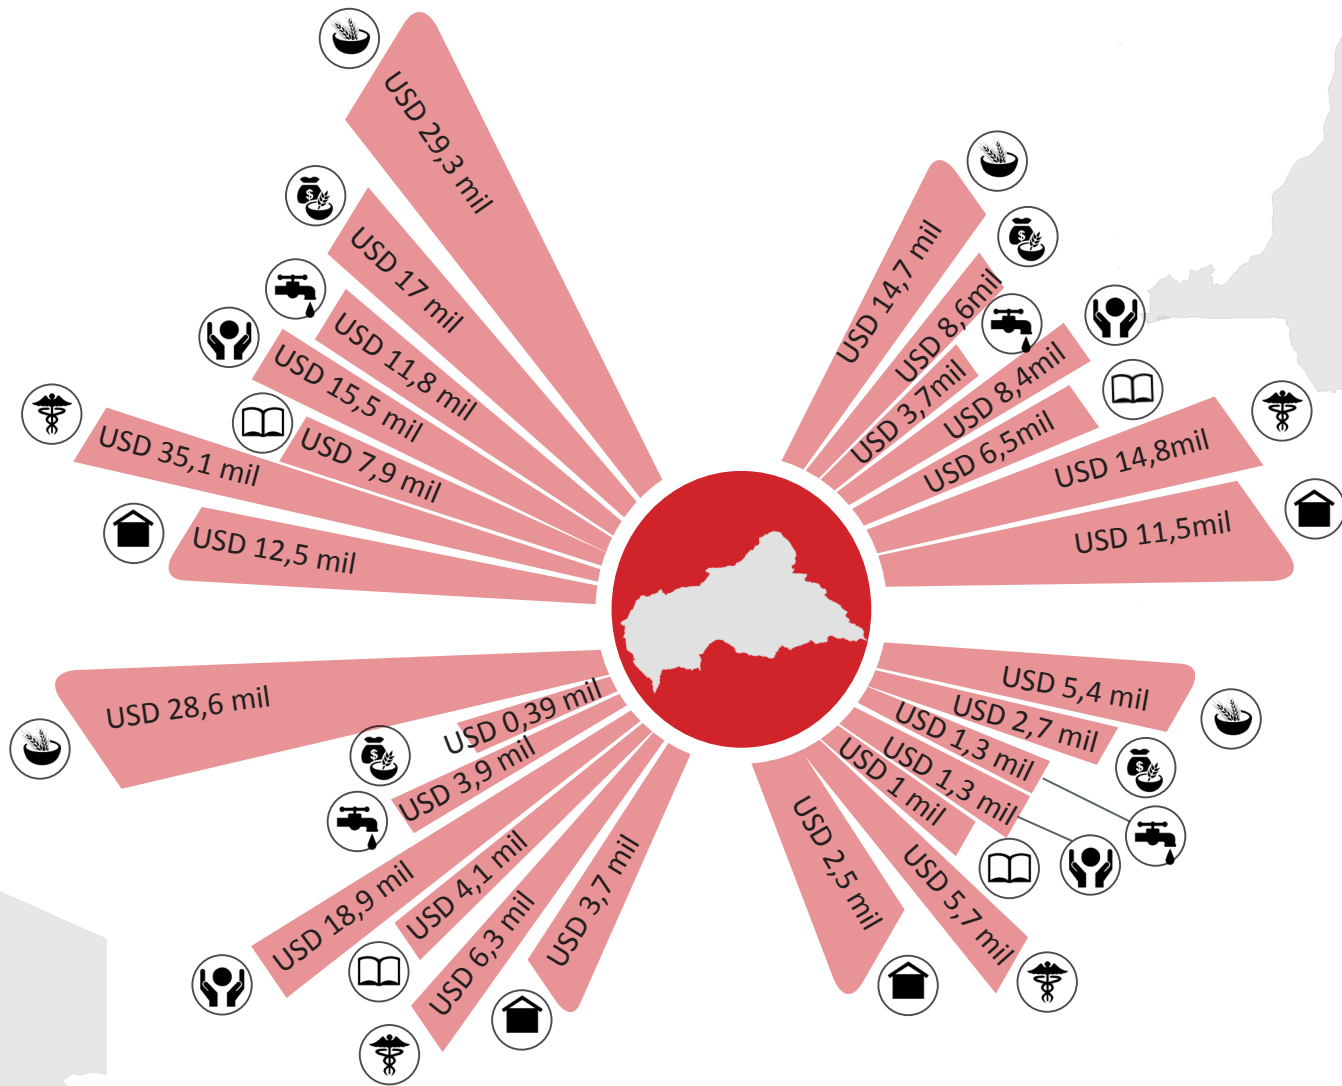 USD 29,3 mil
USD 17 mil
USD 11,8 mil
USD 15,5 mil
USD 7,9 mil
USD 35,1 mil
USD 12,5 mil
USD 14,7 mil
USD 8,6mil
USD 3,7mil
USD 8,4mil
USD 6,5mil
USD 14,8mil
USD 11,5mil
USD 28,6 mil
USD 0,39 mil
USD 3,9 mil
USD 18,9 mil
USD 4,1 mil
USD 6,3 mil
USD 3,7 mil
USD 5,4 mil
USD 2,7 mil
USD 1,3 mil
USD 1,3 mil
USD 1 mil
USD 5,7 mil
USD 2,5 mil